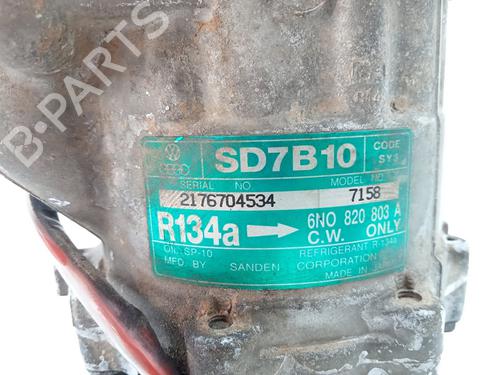 B-PARTS
SD7B10
CODE
SYS
SERIAL NO
MODEL NO
2176704534
7158
R134a
6N0 820 803 A
C.W. ONLY
OIL SP-10
REFRIGERANT R-134a
MFD BY SANDEN CORPORATION
MADE IN